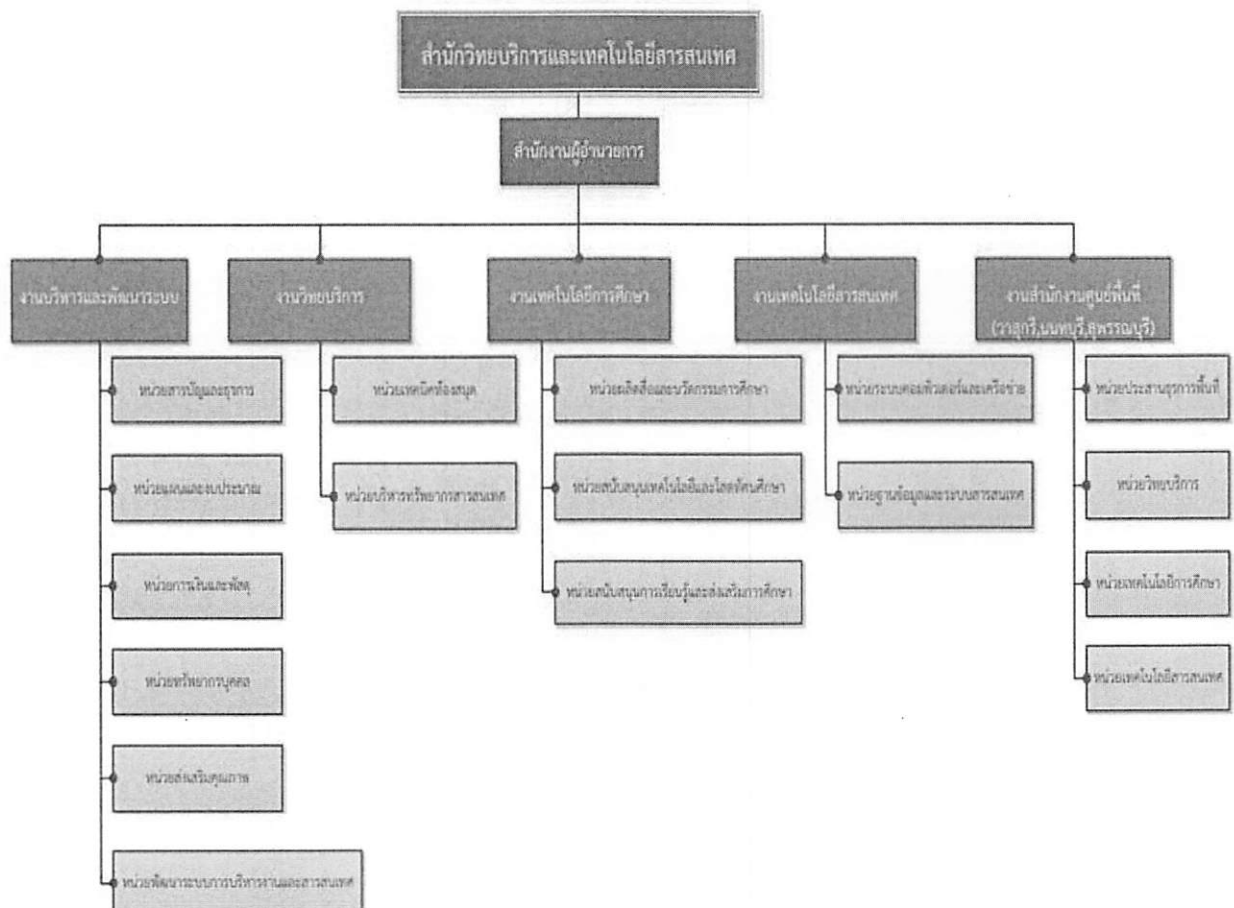 สำนักวิทยบริการและเทคโนโลยีสารสนเทศ
สำนักงานผู้อำนวยการ
งานบริหารและพัฒนาระบบ
หน่วยสารบัญและธุรการ
หน่วยแผนและงบประมาณ
หน่วยการเงินและพัสดุ
หน่วยทรัพยากรบุคคล
หน่วยส่งเสริมคุณภาพ
หน่วยพัฒนาระบบการบริหารงานและสารสนเทศ
งานวิทยบริการ
หน่วยเทคนิคห้องสมุด
หน่วยบริหารทรัพยากรสารสนเทศ
งานเทคโนโลยีการศึกษา
หน่วยผลิตสื่อและนวัตกรรมการศึกษา
หน่วยสนับสนุนเทคโนโลยีและโสตทัศนศึกษา
หน่วยสนับสนุนการเรียนรู้และส่งเสริมการศึกษา
งานเทคโนโลยีสารสนเทศ
หน่วยระบบคอมพิวเตอร์และเครือข่าย
หน่วยฐานข้อมูลและระบบสารสนเทศ
งานสำนักงานศูนย์พื้นที่
(วาสุกรี,นนทบุรี,สุพรรณบุรี)
หน่วยประสานธุรการพื้นที่
หน่วยวิทยบริการ
หน่วยเทคโนโลยีการศึกษา
หน่วยเทคโนโลยีสารสนเทศ